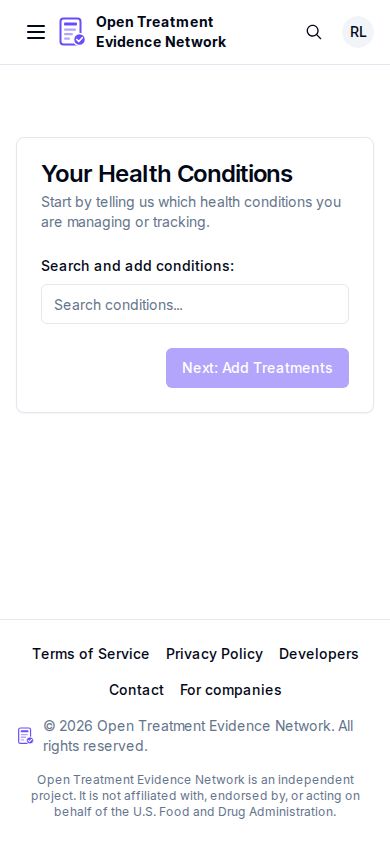 Open Treatment
Evidence Network
RL
Your Health Conditions
Start by telling us which health conditions you
are managing or tracking.
Search and add conditions:
Search conditions...
Next: Add Treatments
Terms of Service Privacy Policy Developers
Contact For companies
© 2026 Open Treatment Evidence Network. All
rights reserved.
Open Treatment Evidence Network is an independent
project. It is not affiliated with, endorsed by, or acting on
behalf of the U.S. Food and Drug Administration.